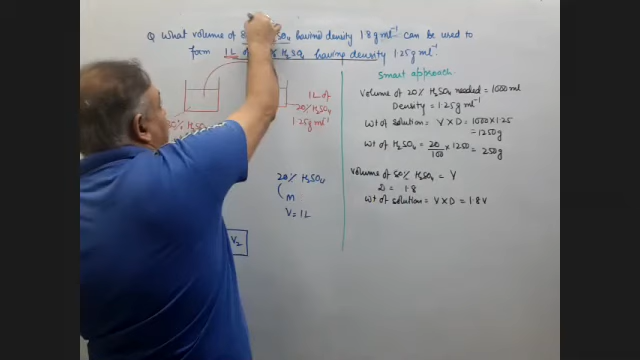 Q What volume of 8 SO₄ having density 1.8 g ml⁻¹ can be used to
form 1L of % H₂SO₄ having density 1.25 g ml⁻¹.
Smart approach
Volume of 20% H₂SO₄ needed = 1000 ml
Density = 1.25 g ml⁻¹
Wt of solution = V × D = 1000 × 1.25
= 1250 g
Wt of H₂SO₄ = 20/100 × 1250 = 250 g
Volume of 80% H₂SO₄ = V
D = 1.8
Wt of solution = V × D = 1.8 V
1L of
20% H₂SO₄
1.25 g ml⁻¹
% H₂SO₄
20% H₂SO₄
M
V = 1L
V₂